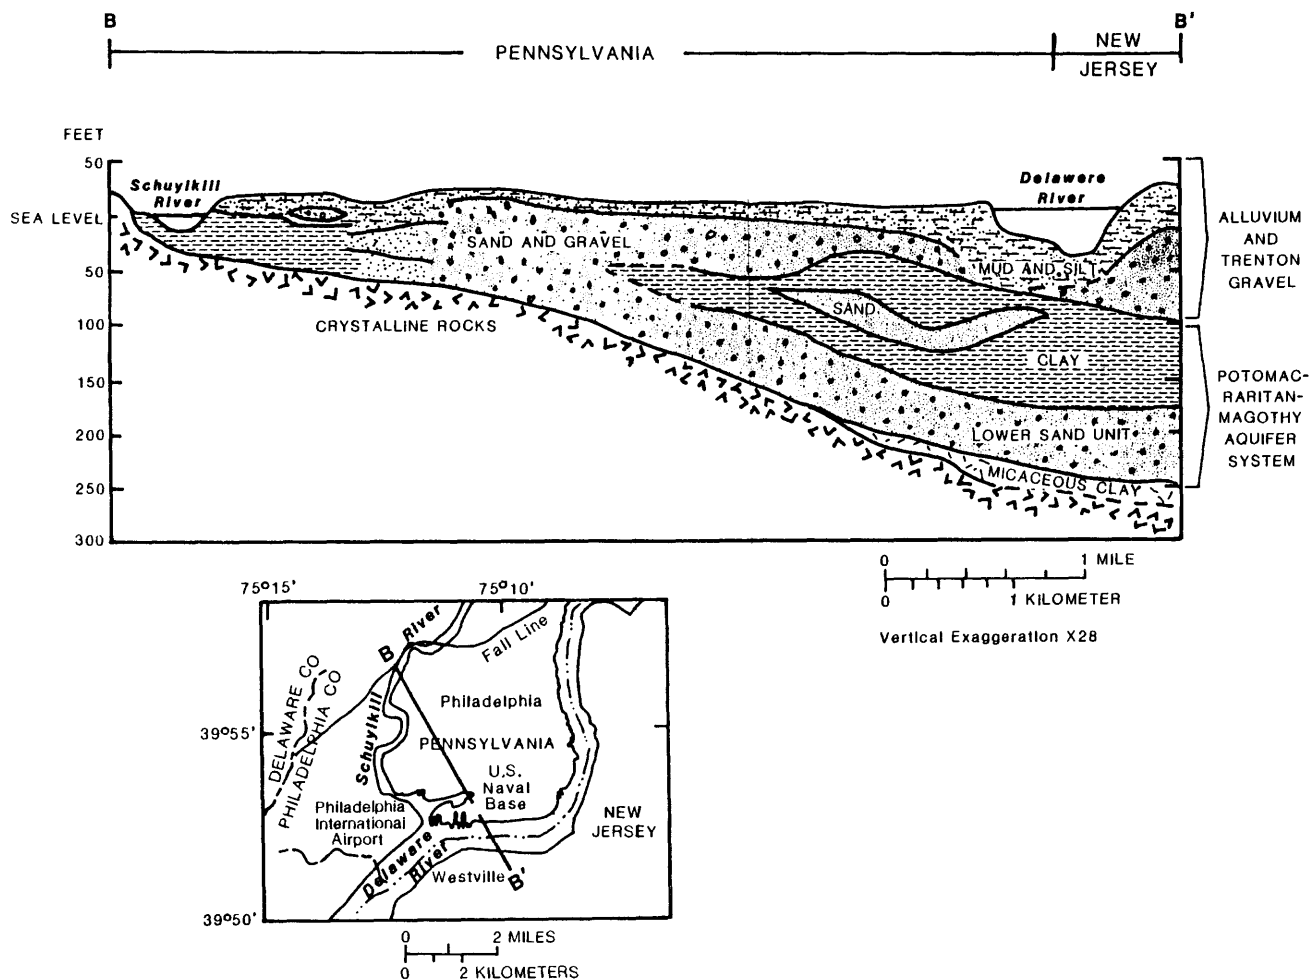 B
B'
PENNSYLVANIA
NEW
JERSEY
FEET
50
SEA LEVEL
50
100
150
200
250
300
Schuylkill
River
Delawere
River
SAND AND GRAVEL
MUD AND SILT
CRYSTALLINE ROCKS
SAND
CLAY
LOWER SAND UNIT
MICACEOUS CLAY
ALLUVIUM
AND
TRENTON
GRAVEL
POTOMAC-
RARITAN-
MAGOTHY
AQUIFER
SYSTEM
0 1 MILE
0 1 KILOMETER
Vertical Exaggeration X28
75°15' 75°10'
39°55'
39°50'
DELAWARE CO
PHILADELPHIA CO
B
River
Fall Line
Schuylkill
Philadelphia
PENNSYLVANIA
U.S.
Naval
Base
Philadelphia
International
Airport
NEW
JERSEY
Delaware
River
Westville
B'
0 2 MILES
0 2 KILOMETERS